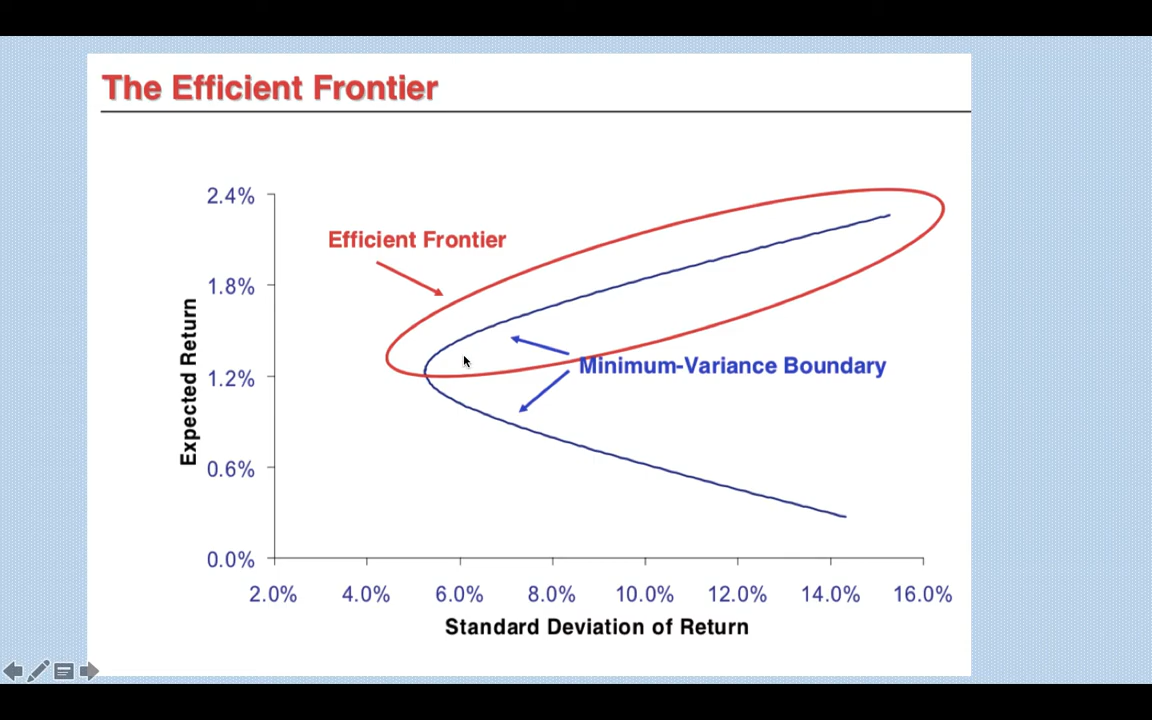 The Efficient Frontier
2.4%
Efficient Frontier
1.8%
Minimum-Variance Boundary
1.2%
Expected Return
0.6%
0.0%
2.0% 4.0% 6.0% 8.0% 10.0% 12.0% 14.0% 16.0%
Standard Deviation of Return